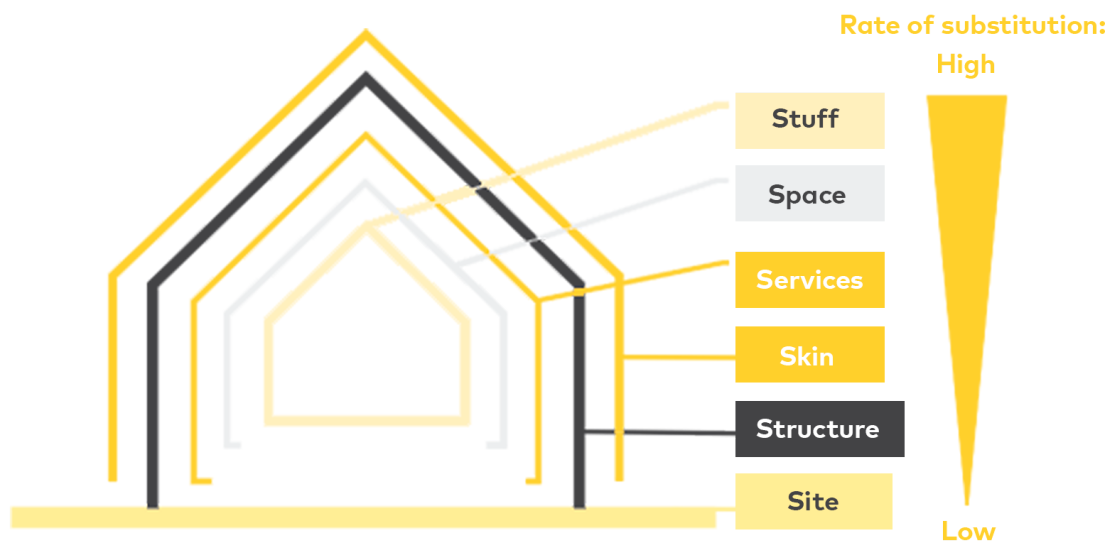 Rate of substitution:
High
Stuff
Space
Services
Skin
Structure
Site
Low